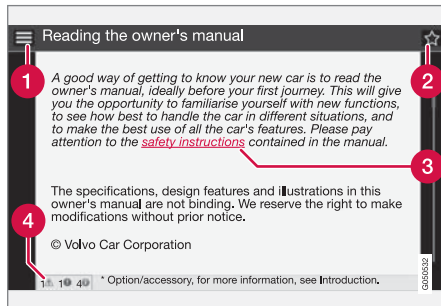 Reading the owner's manual
1
2
A good way of getting to know your new car is to read the
owner's manual, ideally before your first journey. This will give
you the opportunity to familiarise yourself with new functions,
to see how best to handle the car in different situations, and
to make the best use of all the car's features. Please pay
attention to the safety instructions contained in the manual.
3
The specifications, design features and illustrations in this
owner's manual are not binding. We reserve the right to make
modifications without prior notice.
4
© Volvo Car Corporation
1 1 4 * Option/accessory, for more information, see Introduction.
G050532